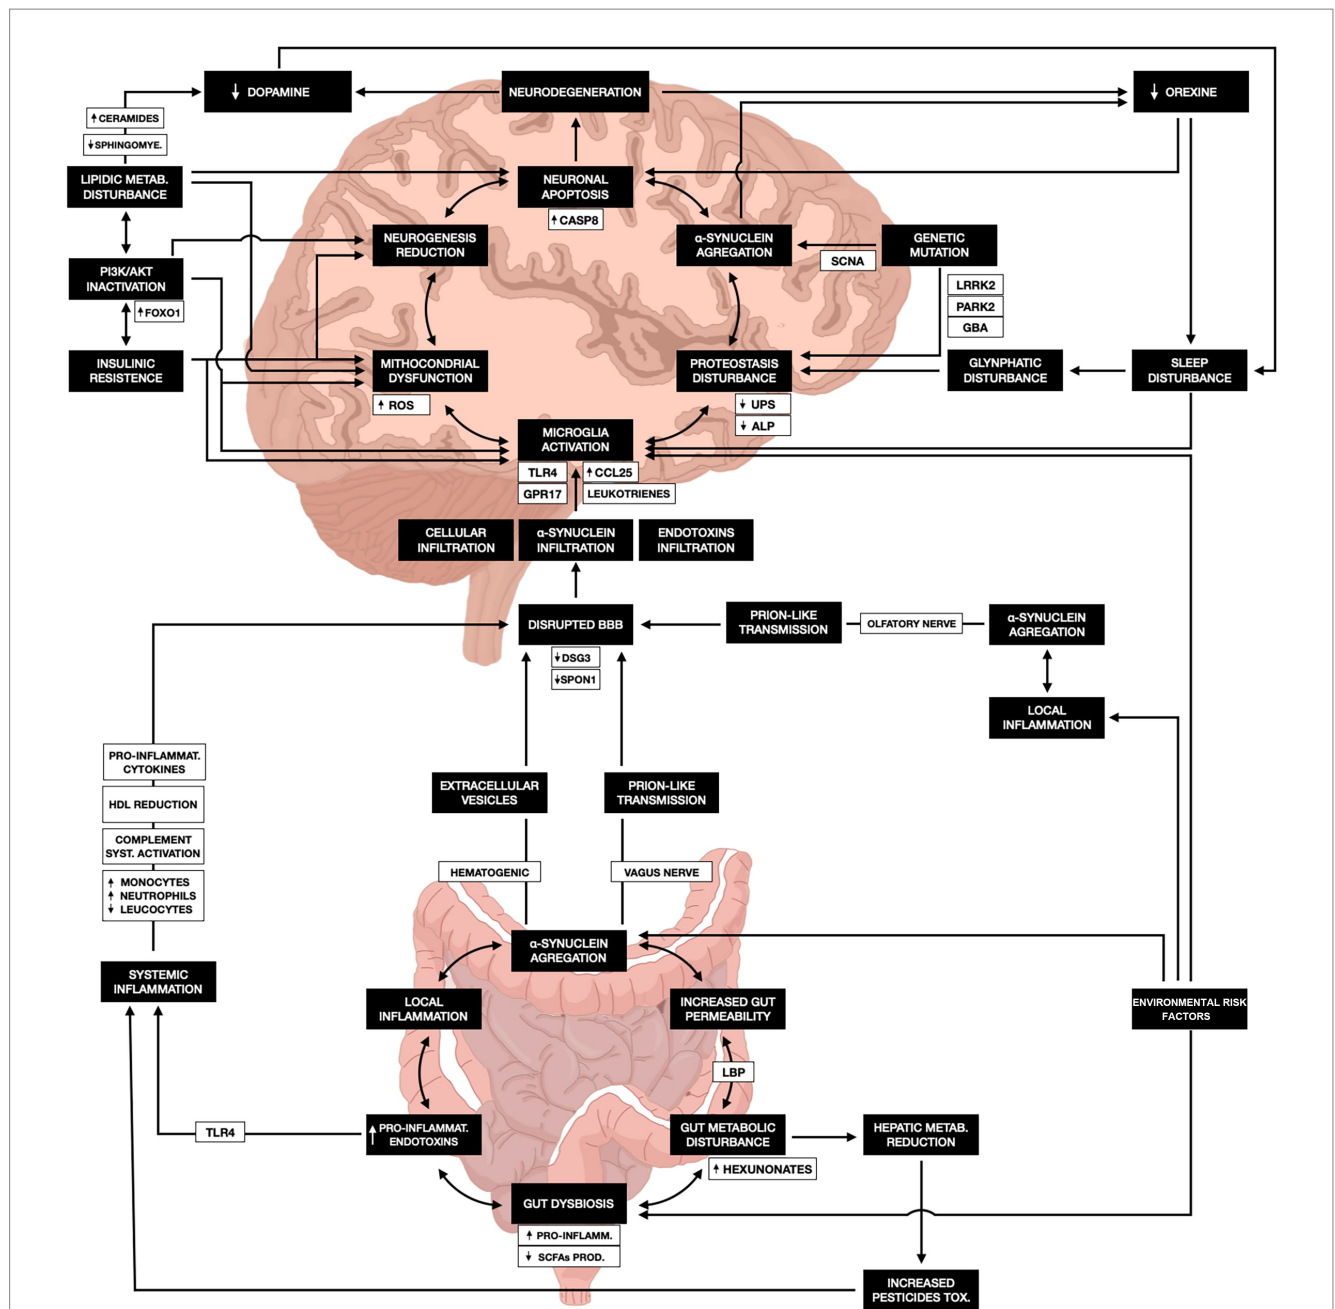 ↓ DOPAMINE
NEURODEGENERATION
↓ OREXINE
↑ CERAMIDES
↓ SPHINGOMYE.
LIPIDIC METAB.
DISTURBANCE
NEURONAL
APOPTOSIS
↑ CASP8
NEUROGENESIS
REDUCTION
α-SYNUCLEIN
AGREGATION
SCNA
GENETIC
MUTATION
LRRK2
PARK2
GBA
PI3K/AKT
INACTIVATION
↑ FOXO1
INSULINIC
RESISTENCE
MITHOCONDRIAL
DYSFUNCTION
↑ ROS
PROTEOSTASIS
DISTURBANCE
↓ UPS
↓ ALP
GLYNPHATIC
DISTURBANCE
SLEEP
DISTURBANCE
MICROGLIA
ACTIVATION
TLR4
↑ CCL25
GPR17
LEUKOTRIENES
CELLULAR
INFILTRATION
α-SYNUCLEIN
INFILTRATION
ENDOTOXINS
INFILTRATION
DISRUPTED BBB
↓ DSG3
↓ SPON1
PRION-LIKE
TRANSMISSION
OLFATORY NERVE
α-SYNUCLEIN
AGREGATION
LOCAL
INFLAMMATION
PRO-INFLAMMAT.
CYTOKINES
HDL REDUCTION
COMPLEMENT
SYST. ACTIVATION
↑ MONOCYTES
↑ NEUTROPHILS
↓ LEUCOCYTES
EXTRACELLULAR
VESICLES
PRION-LIKE
TRANSMISSION
HEMATOGENIC
VAGUS NERVE
α-SYNUCLEIN
AGREGATION
SYSTEMIC
INFLAMMATION
LOCAL
INFLAMMATION
INCREASED GUT
PERMEABILITY
ENVIRONMENTAL RISK
FACTORS
LBP
TLR4
↑ PRO-INFLAMMAT.
ENDOTOXINS
GUT METABOLIC
DISTURBANCE
↑ HEXUNONATES
HEPATIC METAB.
REDUCTION
GUT DYSBIOSIS
↑ PRO-INFLAMM.
↓ SCFAs PROD.
INCREASED
PESTICIDES TOX.